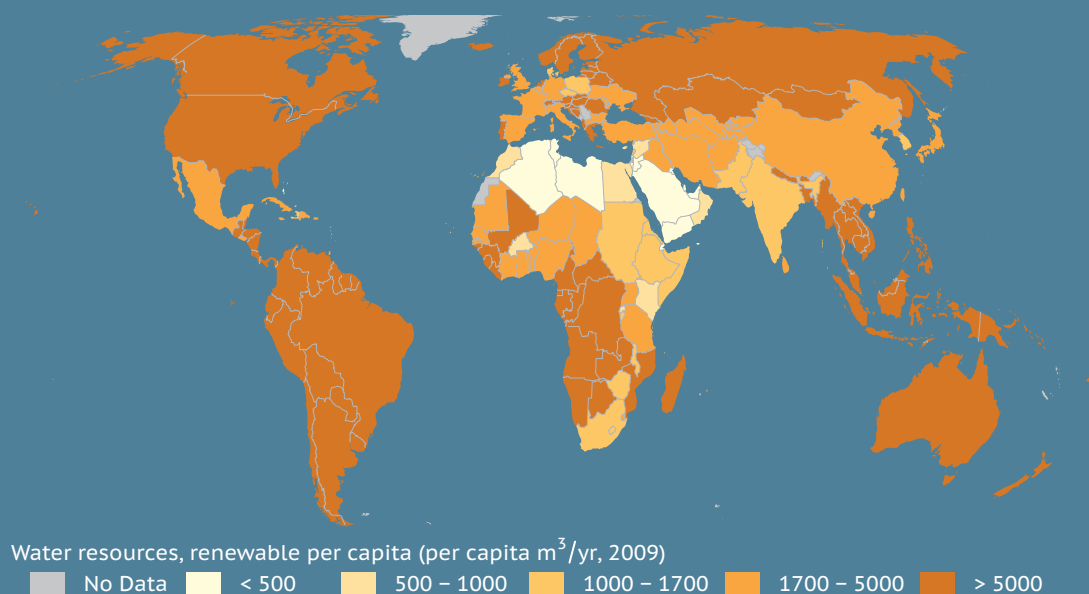 Water resources, renewable per capita (per capita m³/yr, 2009)
No Data < 500 500 – 1000 1000 – 1700 1700 – 5000 > 5000